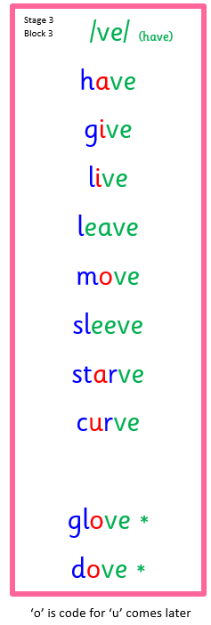 Stage 3
Block 3
/ve/ (have)
have
give
live
leave
move
sleeve
starve
curve
glove *
dove *
‘o’ is code for ‘u’ comes later